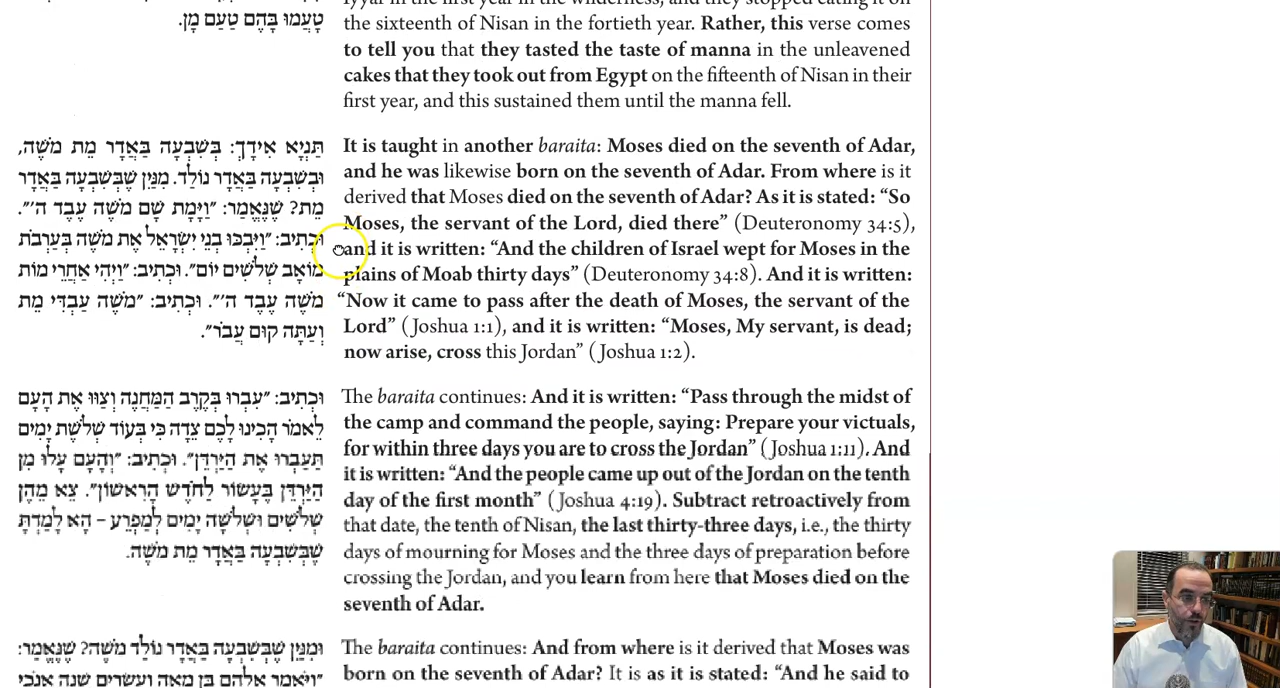 טָעֲמוּ בָּהֶם טַעַם מָן.
Iyyar in the first year in the wilderness, and they stopped eating it on
the sixteenth of Nisan in the fortieth year. Rather, this verse comes
to tell you that they tasted the taste of manna in the unleavened
cakes that they took out from Egypt on the fifteenth of Nisan in their
first year, and this sustained them until the manna fell.
תַּנְיָא אִידַךְ: בְּשִׁבְעָה בַּאֲדָר מֵת מֹשֶׁה,
וּבְשִׁבְעָה בַּאֲדָר נוֹלַד. מִנַּיִן שֶׁבְּשִׁבְעָה בַּאֲדָר
מֵת? שֶׁנֶּאֱמַר: ״וַיָּמָת שָׁם מֹשֶׁה עֶבֶד ה׳״.
וּכְתִיב: ״וַיִּבְכּוּ בְנֵי יִשְׂרָאֵל אֶת מֹשֶׁה בְּעַרְבֹת
מוֹאָב שְׁלֹשִׁים יוֹם״. וּכְתִיב: ״וַיְהִי אַחֲרֵי מוֹת
מֹשֶׁה עֶבֶד ה׳״. וּכְתִיב: ״מֹשֶׁה עַבְדִּי מֵת
וְעַתָּה קוּם עֲבֹר״.
It is taught in another baraita: Moses died on the seventh of Adar,
and he was likewise born on the seventh of Adar. From where is it
derived that Moses died on the seventh of Adar? As it is stated: “So
Moses, the servant of the Lord, died there” (Deuteronomy 34:5),
and it is written: “And the children of Israel wept for Moses in the
plains of Moab thirty days” (Deuteronomy 34:8). And it is written:
“Now it came to pass after the death of Moses, the servant of the
Lord” (Joshua 1:1), and it is written: “Moses, My servant, is dead;
now arise, cross this Jordan” (Joshua 1:2).
וּכְתִיב: ״עִבְרוּ בְּקֶרֶב הַמַּחֲנֶה וְצַוּוּ אֶת הָעָם
לֵאמֹר הָכִינוּ לָכֶם צֵדָה כִּי בְּעוֹד שְׁלֹשֶׁת יָמִים
תַּעַבְרוּ אֶת הַיַּרְדֵּן״. וּכְתִיב: ״וְהָעָם עָלוּ מִן
הַיַּרְדֵּן בֶּעָשׂוֹר לַחֹדֶשׁ הָרִאשׁוֹן״. צֵא מֵהֶן
שְׁלֹשִׁים וּשְׁלֹשָׁה יָמִים לְמַפְרֵעַ – הָא לָמַדְתָּ
שֶׁבְּשִׁבְעָה בַּאֲדָר מֵת מֹשֶׁה.
The baraita continues: And it is written: “Pass through the midst of
the camp and command the people, saying: Prepare your victuals,
for within three days you are to cross the Jordan” (Joshua 1:11). And
it is written: “And the people came up out of the Jordan on the tenth
day of the first month” (Joshua 4:19). Subtract retroactively from
that date, the tenth of Nisan, the last thirty-three days, i.e., the thirty
days of mourning for Moses and the three days of preparation before
crossing the Jordan, and you learn from here that Moses died on the
seventh of Adar.
וּמִנַּיִן שֶׁבְּשִׁבְעָה בַּאֲדָר נוֹלַד מֹשֶׁה? שֶׁנֶּאֱמַר:
״וַיֹּאמֶר אֲלֵהֶם בֶּן מֵאָה וְעֶשְׂרִים שָׁנָה אָנֹכִי
The baraita continues: And from where is it derived that Moses was
born on the seventh of Adar? It is as it is stated: “And he said to